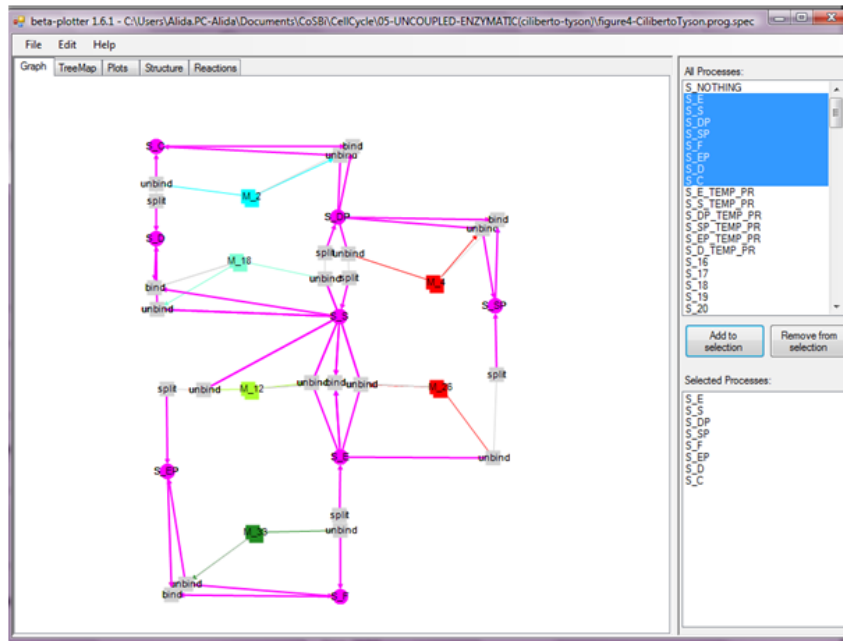 beta-plotter 1.6.1 - C:\Users\Alida.PC-Alida\Documents\CoSBi\CellCycle\05-UNCOUPLED-ENZYMATIC(ciliberto-tyson)\figure4-CilibertoTyson.prog.spec
File Edit Help
Graph TreeMap Plots Structure Reactions
S_C
bind
unbind
unbind
M_2
split
S_DP
bind
unbind
S_D
split
unbind
M_18
M_4
unbind
split
bind
S_SP
unbind
S_S
split
split
unbind
M_12
unbind
bind
unbind
S_EP
S_E
unbind
split
unbind
unbind
bind
S_F
All Processes:
S_NOTHING
S_E
S_S
S_DP
S_SP
S_F
S_EP
S_D
S_C
S_E_TEMP_PR
S_S_TEMP_PR
S_DP_TEMP_PR
S_SP_TEMP_PR
S_EP_TEMP_PR
S_D_TEMP_PR
S_16
S_17
S_18
S_19
S_20
Add to selection
Remove from selection
Selected Processes:
S_E
S_S
S_DP
S_SP
S_F
S_EP
S_D
S_C